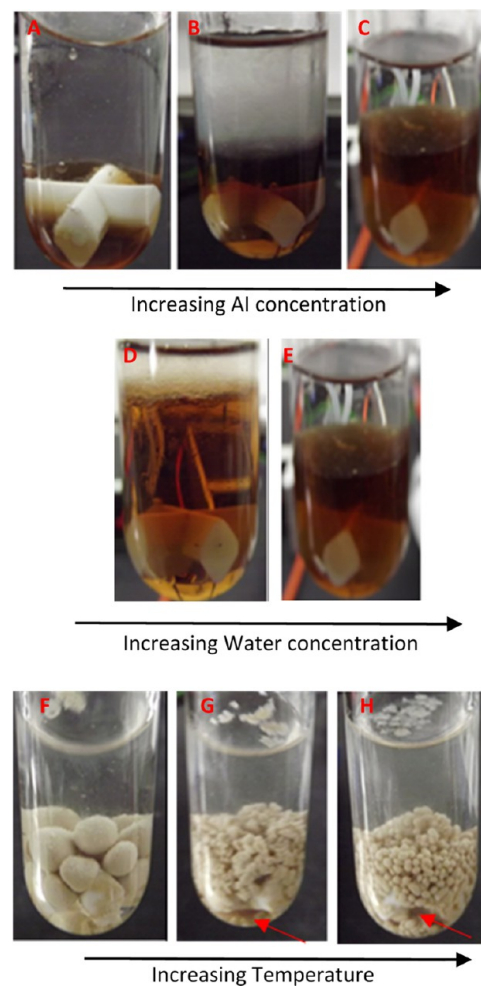 A B C
Increasing Al concentration
D E
Increasing Water concentration
F G H
Increasing Temperature